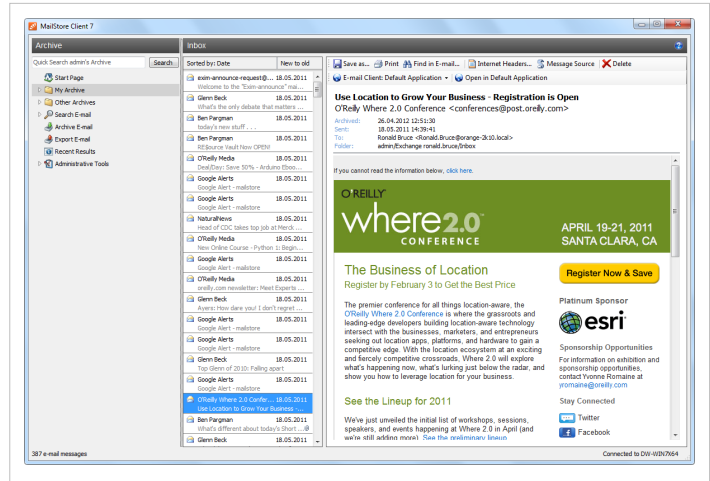 MailStore Client 7
Archive
Quick Search admin's Archive
Search
Start Page
My Archive
Other Archives
Search E-mail
Archive E-mail
Export E-mail
Recent Results
Administrative Tools
Inbox
Sorted by: Date
New to old
exim-announce-request@... 18.05.2011
Welcome to the "Exim-announce" mai...
Glenn Beck 18.05.2011
What's the only debate that matters ...
Ben Pargman 18.05.2011
today's new stuff . . .
Ben Pargman 18.05.2011
RESource Vault Now OPEN!
O'Reilly Media 18.05.2011
Deal/Day: Save 50% - Arduino Eboo...
Google Alerts 18.05.2011
Google Alert - mailstore
Google Alerts 18.05.2011
Google Alert - mailstore
NaturalNews 18.05.2011
Head of CDC takes top job at Merck ...
O'Reilly Media 18.05.2011
New Online Course - Python 1: Begin...
Google Alerts 18.05.2011
Google Alert - mailstore
O'Reilly Media 18.05.2011
oreilly.com newsletter: Meet Experts ...
Glenn Beck 18.05.2011
Ayers: How dare you! I don't regret ...
Google Alerts 18.05.2011
Google Alert - mailstore
Google Alerts 18.05.2011
Google Alert - mailstore
Glenn Beck 18.05.2011
Top Glenn of 2010: Falling apart
Google Alerts 18.05.2011
Google Alert - mailstore
O'Reilly Where 2.0 Confer... 18.05.2011
Use Location to Grow Your Business -...
Ben Pargman 18.05.2011
What's different about today's Short ...
Glenn Beck 18.05.2011
Save as... Print Find in E-mail... Internet Headers... Message Source Delete
E-mail Client: Default Application Open in Default Application
Use Location to Grow Your Business - Registration is Open
O'Reilly Where 2.0 Conference <conferences@post.oreilly.com>
Archived: 26.04.2012 12:51:30
Sent: 18.05.2011 14:39:41
To: Ronald Bruce <Ronald.Bruce@orange-2k10.local>
Folder: admin/Exchange ronald.bruce/Inbox
If you cannot read the information below, click here.
O'REILLY
where2.0
CONFERENCE
APRIL 19-21, 2011
SANTA CLARA, CA
The Business of Location
Register by February 3 to Get the Best Price
The premier conference for all things location-aware, the
O'Reilly Where 2.0 Conference is where the grassroots and
leading-edge developers building location-aware technology
intersect with the businesses, marketers, and entrepreneurs
seeking out location apps, platforms, and hardware to gain a
competitive edge. With the location ecosystem at an exciting
and fiercely competitive crossroads, Where 2.0 will explore
what's happening now, what's lurking just below the radar, and
show you how to leverage location for your business.
See the Lineup for 2011
We've just unveiled the initial list of workshops, sessions,
speakers, and events happening at Where 2.0 in April (and
we're still adding more). See the preliminary lineup
Register Now & Save
Platinum Sponsor
esri
Sponsorship Opportunities
For information on exhibition and
sponsorship opportunities,
contact Yvonne Romaine at
yromaine@oreilly.com
Stay Connected
Twitter
Facebook
387 e-mail messages
Connected to DW-WIN7X64